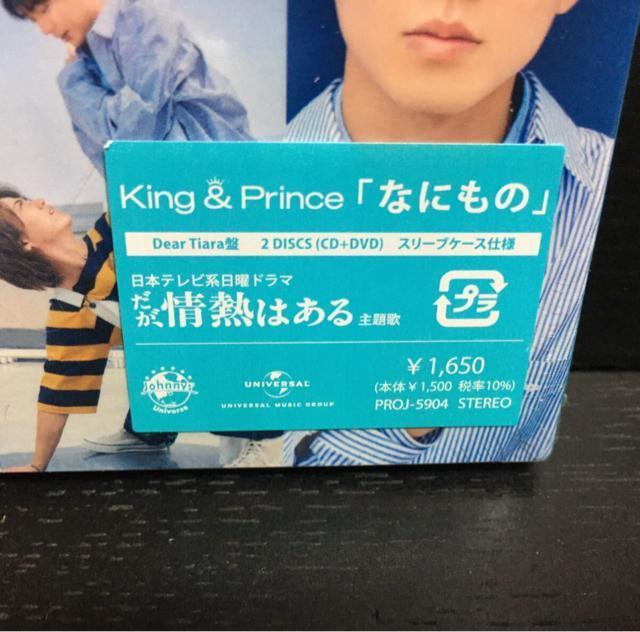 King & Prince「なにもの」
Dear Tiara盤 2 DISCS (CD+DVD) スリーブケース仕様
日本テレビ系日曜ドラマ
だが、情熱はある 主題歌
プラ
¥1,650
(本体¥1,500 税率10%)
PROJ-5904 STEREO
Johnnys'
Universe
UNIVERSAL
UNIVERSAL MUSIC GROUP